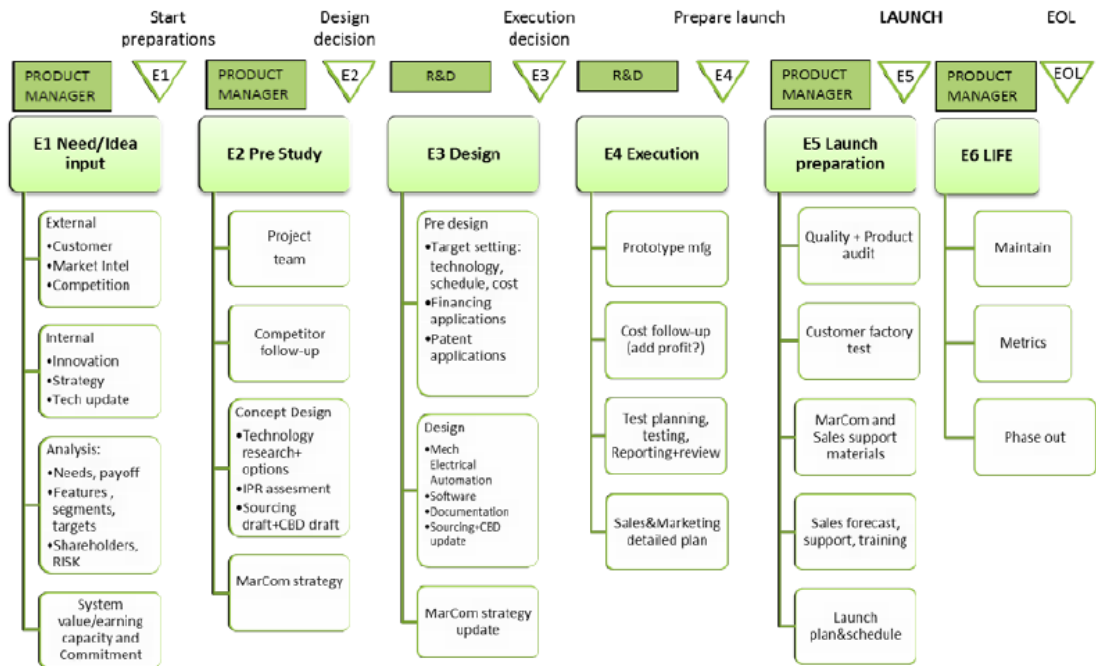 Start
preparations
Design
decision
Execution
decision
Prepare launch
LAUNCH
EOL
PRODUCT
MANAGER
E1
PRODUCT
MANAGER
E2
R&D
E3
R&D
E4
PRODUCT
MANAGER
E5
PRODUCT
MANAGER
EOL
E1 Need/Idea
input
External
•Customer
•Market Intel
•Competition
Internal
•Innovation
•Strategy
•Tech update
Analysis:
•Needs, payoff
•Features ,
segments,
targets
•Shareholders,
RISK
System
value/earning
capacity and
Commitment
E2 Pre Study
Project
team
Competitor
follow-up
Concept Design
•Technology
research+
options
•IPR assesment
•Sourcing
draft+CBD draft
MarCom strategy
E3 Design
Pre design
•Target setting:
technology,
schedule, cost
•Financing
applications
•Patent
applications
Design
•Mech
Electrical
Automation
•Software
•Documentation
•Sourcing+CBD
update
MarCom strategy
update
E4 Execution
Prototype mfg
Cost follow-up
(add profit?)
Test planning,
testing,
Reporting+review
Sales&Marketing
detailed plan
E5 Launch
preparation
Quality + Product
audit
Customer factory
test
MarCom and
Sales support
materials
Sales forecast,
support, training
Launch
plan&schedule
E6 LIFE
Maintain
Metrics
Phase out